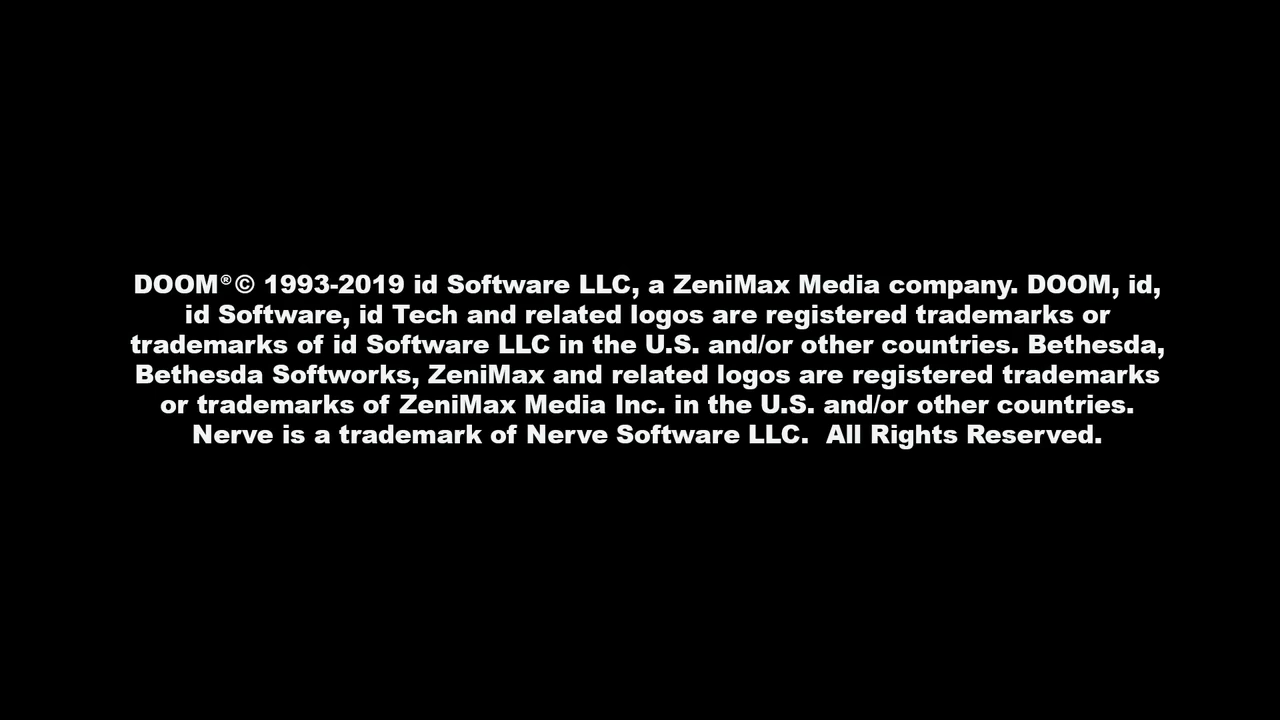 DOOM®© 1993-2019 id Software LLC, a ZeniMax Media company. DOOM, id,
id Software, id Tech and related logos are registered trademarks or
trademarks of id Software LLC in the U.S. and/or other countries. Bethesda,
Bethesda Softworks, ZeniMax and related logos are registered trademarks
or trademarks of ZeniMax Media Inc. in the U.S. and/or other countries.
Nerve is a trademark of Nerve Software LLC.  All Rights Reserved.